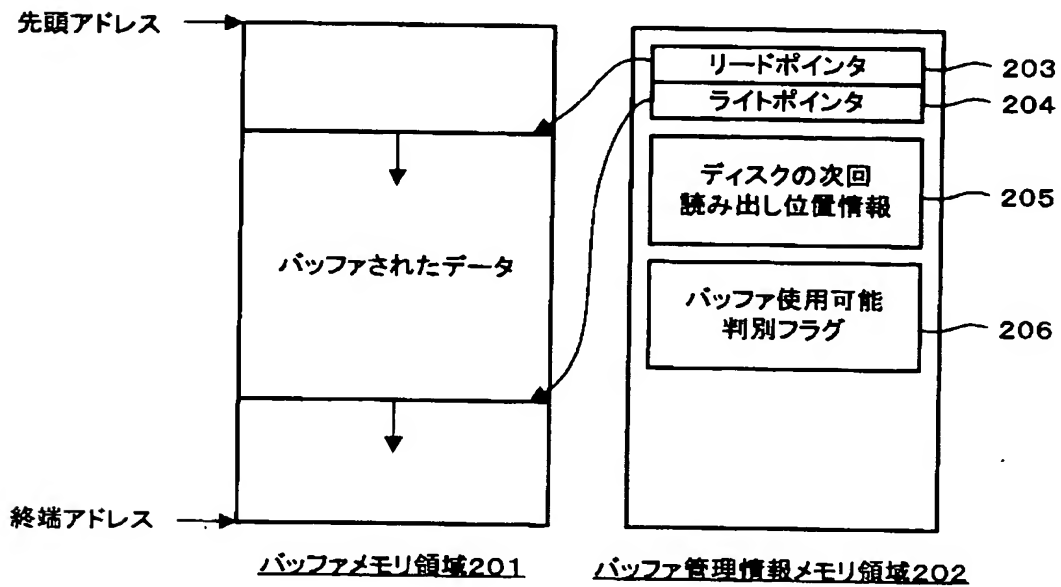 先頭アドレス
リードポインタ
203
ライトポインタ
204
ディスクの次回
読み出し位置情報
205
バッファされたデータ
バッファ使用可能
判別フラグ
206
終端アドレス
バッファメモリ領域201
バッファ管理情報メモリ領域202